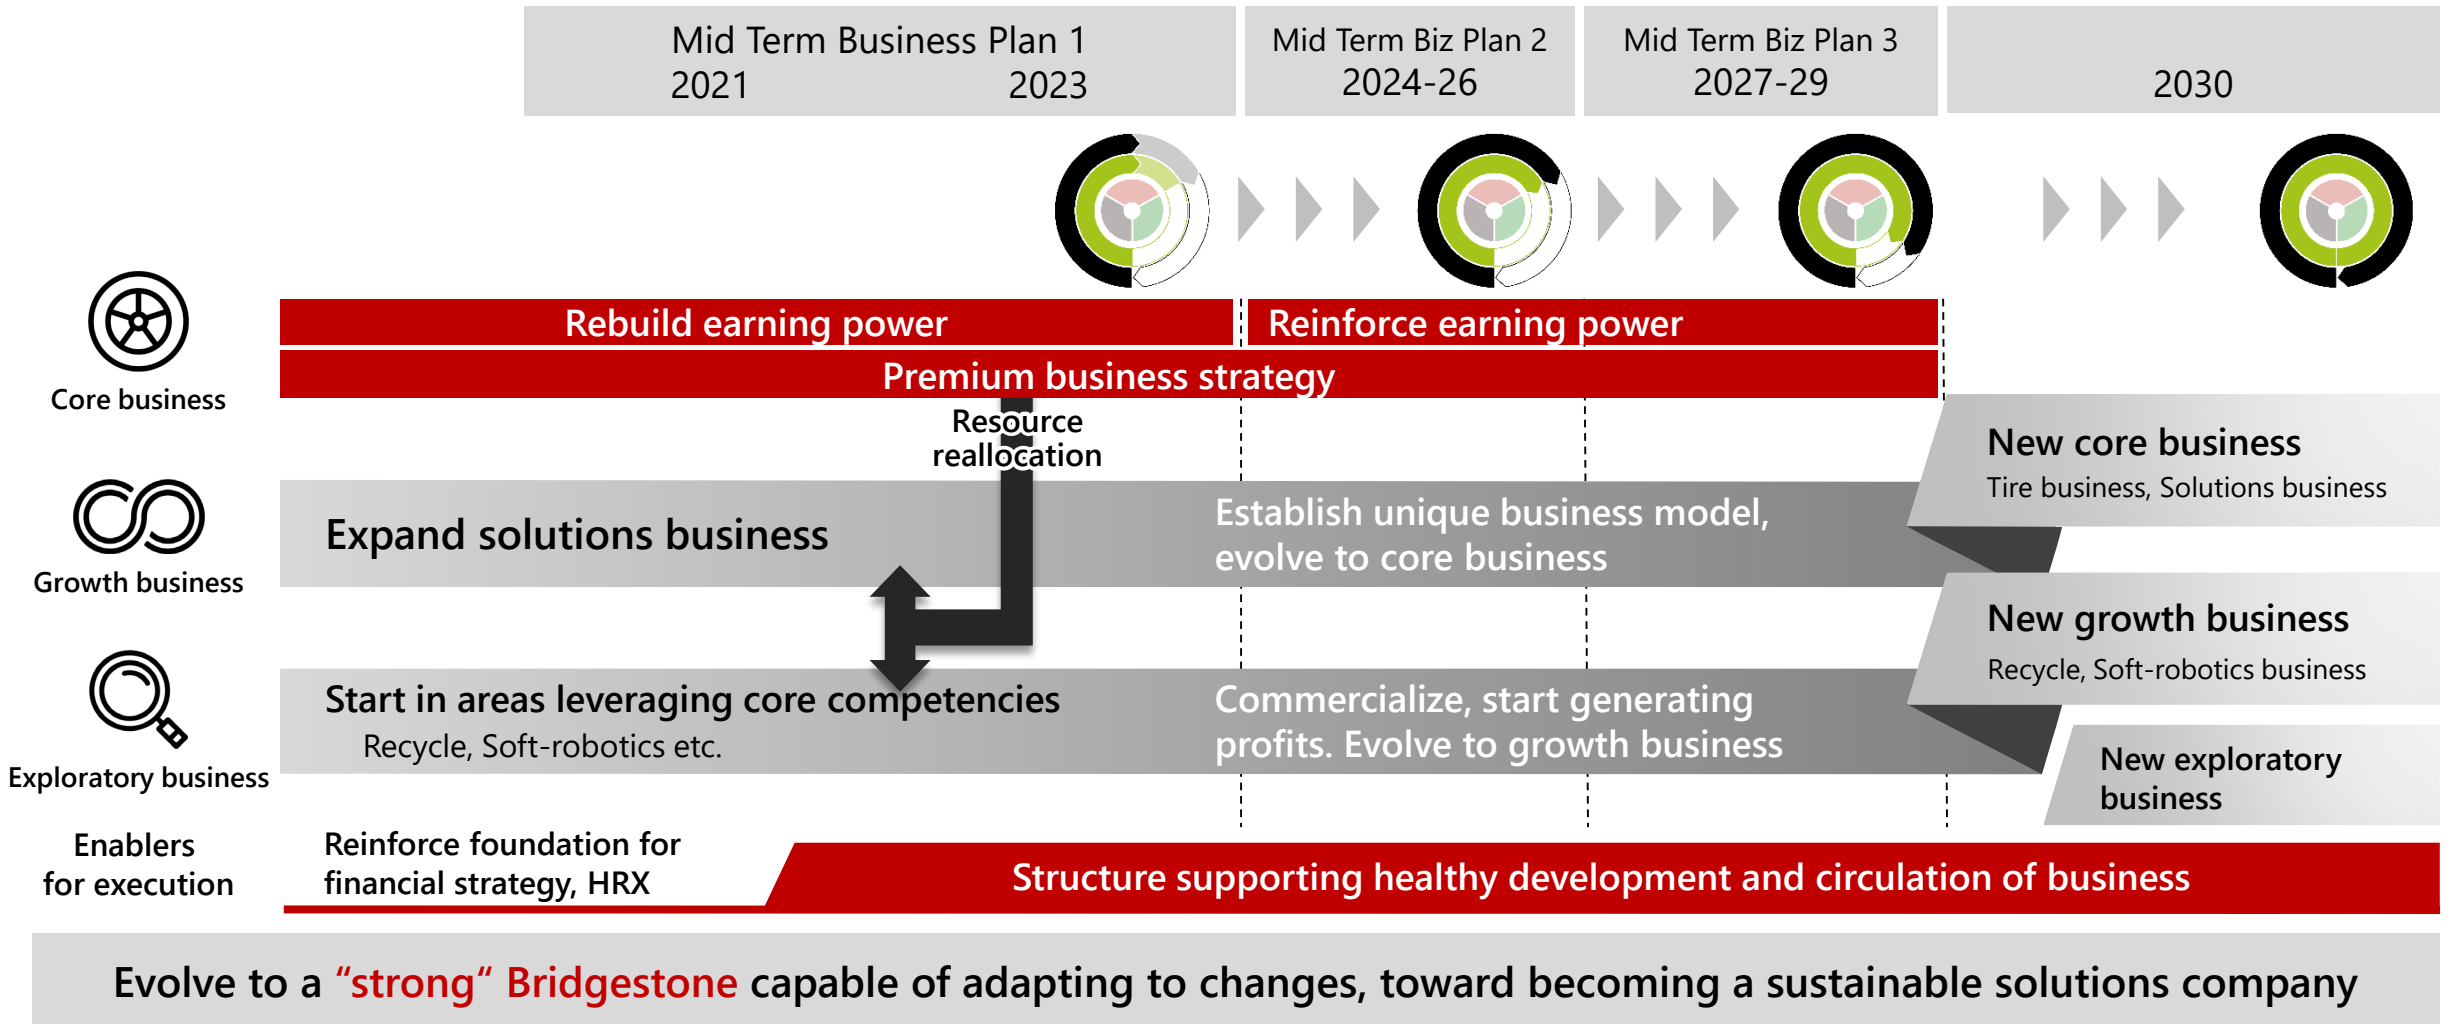 Mid Term Business Plan 1
2021 2023
Mid Term Biz Plan 2
2024-26
Mid Term Biz Plan 3
2027-29
2030
Core business
Rebuild earning power
Reinforce earning power
Premium business strategy
Resource
reallocation
Growth business
Expand solutions business
Establish unique business model,
evolve to core business
New core business
Tire business, Solutions business
Exploratory business
Start in areas leveraging core competencies
Recycle, Soft-robotics etc.
Commercialize, start generating
profits. Evolve to growth business
New growth business
Recycle, Soft-robotics business
New exploratory
business
Enablers
for execution
Reinforce foundation for
financial strategy, HRX
Structure supporting healthy development and circulation of business
Evolve to a “strong“ Bridgestone capable of adapting to changes, toward becoming a sustainable solutions company